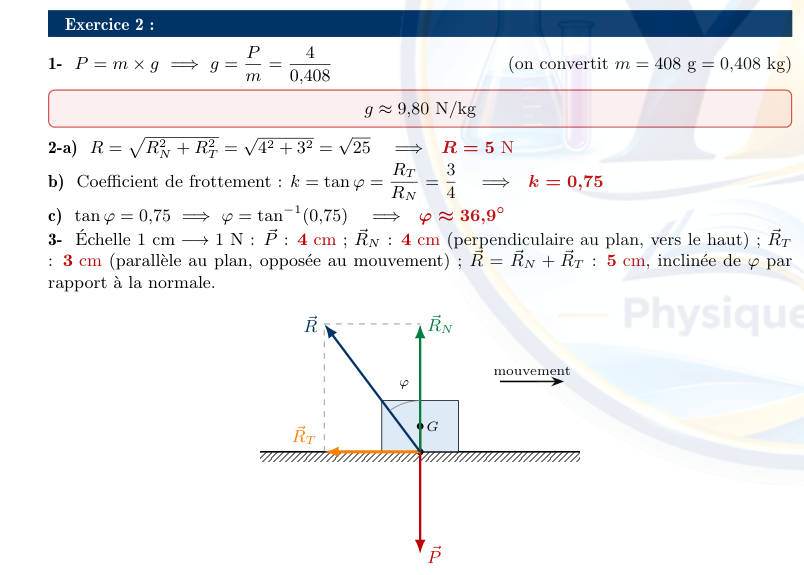 Exercice 2 :
1- P = m × g ⟹ g = P/m = 4/0,408 (on convertit m = 408 g = 0,408 kg)
g ≈ 9,80 N/kg
2-a) R = √(R_N² + R_T²) = √(4² + 3²) = √25 ⟹ R = 5 N
b) Coefficient de frottement : k = tan φ = R_T/R_N = 3/4 ⟹ k = 0,75
c) tan φ = 0,75 ⟹ φ = tan⁻¹(0,75) ⟹ φ ≈ 36,9°
3- Échelle 1 cm ⟶ 1 N : P⃗ : 4 cm ; R⃗_N : 4 cm (perpendiculaire au plan, vers le haut) ; R⃗_T
: 3 cm (parallèle au plan, opposée au mouvement) ; R⃗ = R⃗_N + R⃗_T : 5 cm, inclinée de φ par
rapport à la normale.
Physique
R⃗
R⃗_N
mouvement
φ
G
R⃗_T
P⃗